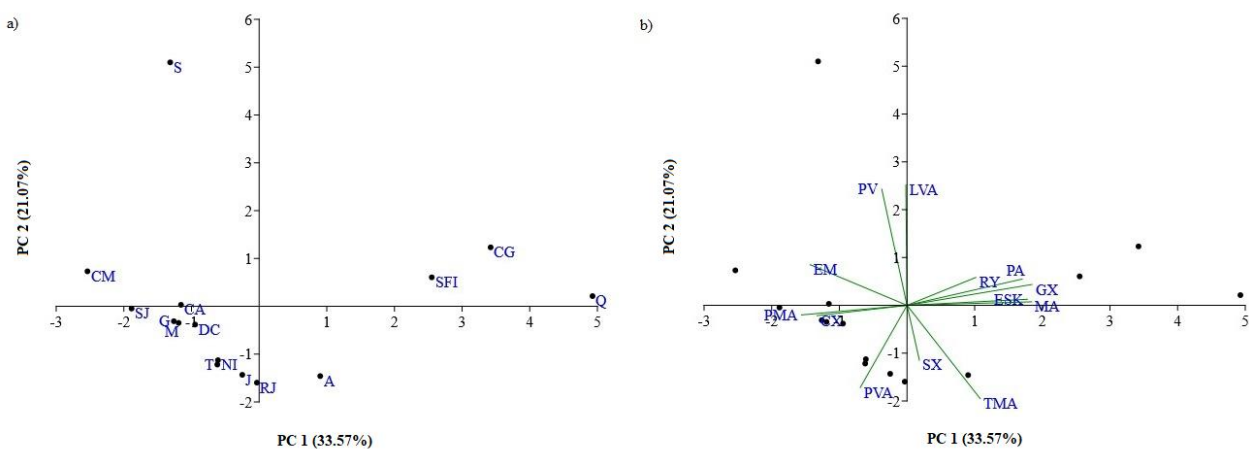 a)
6
5
4
3
2
1
-1
-2
-3
-2
-1
1
2
3
4
5
S
CM
SJ
CA
G
M
DC
T
NI
J
RJ
A
SFI
CG
Q
PC 2 (21.07%)
PC 1 (33.57%)
b)
6
5
4
3
2
1
-1
-2
-3
-2
-1
1
2
3
4
5
PV
LVA
EM
RY
PA
GX
ESK
MA
PMA
CX
SX
PVA
TMA
PC 2 (21.07%)
PC 1 (33.57%)